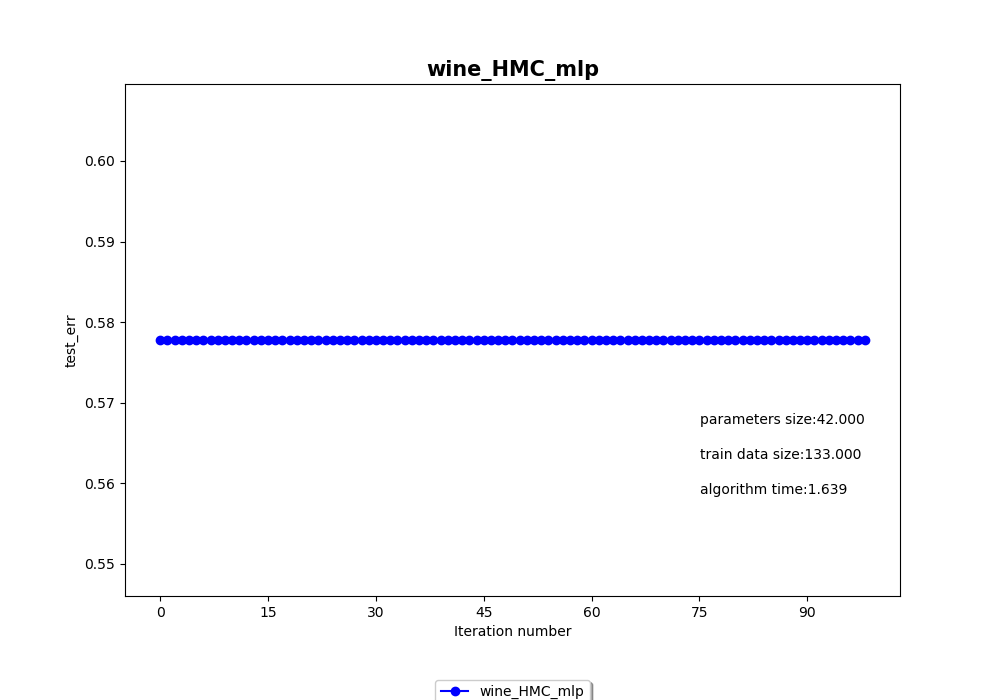 wine_HMC_mlp
0.60
0.59
0.58
0.57
0.56
0.55
test_err
parameters size:42.000
train data size:133.000
algorithm time:1.639
0 15 30 45 60 75 90
Iteration number
wine_HMC_mlp